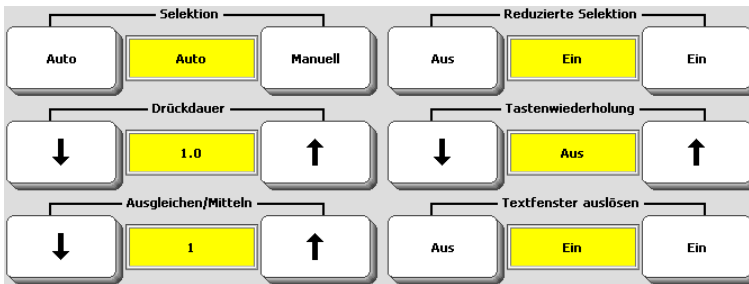 Selektion
Auto Auto Manuell
Reduzierte Selektion
Aus Ein Ein
Drückdauer
1.0
Tastenwiederholung
Aus
Ausgleichen/Mitteln
1
Textfenster auslösen
Aus Ein Ein